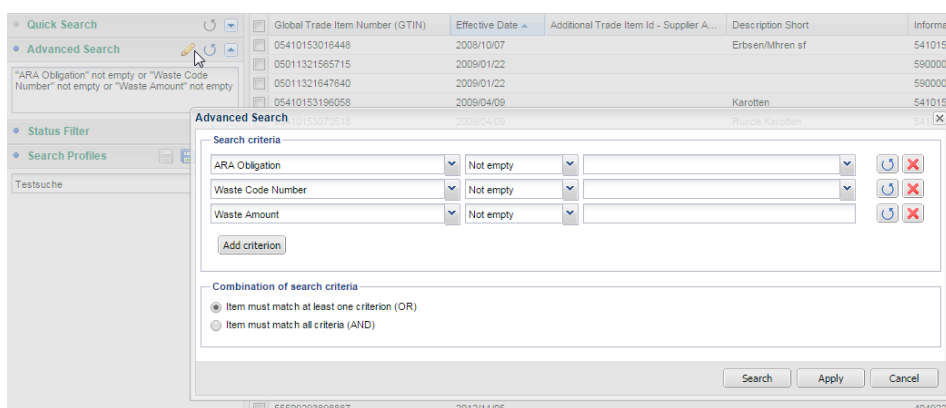 Quick Search
Global Trade Item Number (GTIN) Effective Date Additional Trade Item Id - Supplier A... Description Short Informa
Advanced Search
05410153016448 2008/10/07 Erbsen/Mhren sf 541015
"ARA Obligation" not empty or "Waste Code
Number" not empty or "Waste Amount" not empty
05011321565715 2009/01/22 590000
05011321647640 2009/01/22 590000
05410153196058 2009/04/09 Karotten 541015
Status Filter
Search Profiles
Testsuche
Advanced Search
05410153070518 2009/04/09 Runde Karotten
Search criteria
ARA Obligation Not empty
Waste Code Number Not empty
Waste Amount Not empty
Add criterion
Combination of search criteria
Item must match at least one criterion (OR)
Item must match all criteria (AND)
Search Apply Cancel